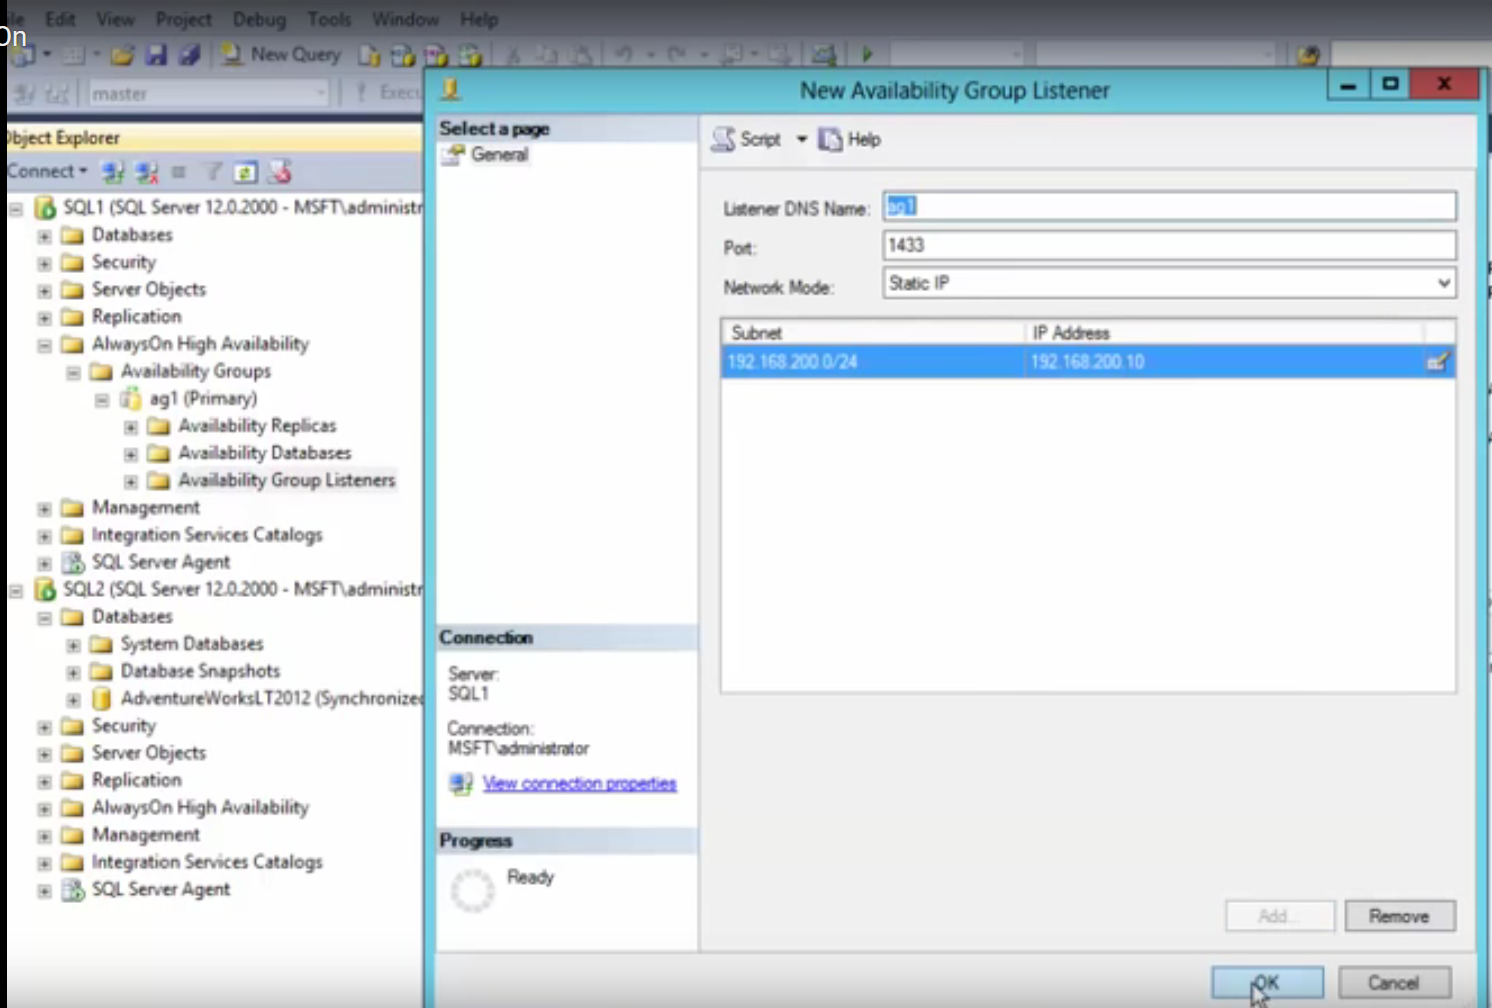 Edit View Project Debug Tools Window Help
On
New Query
master
New Availability Group Listener
Object Explorer
Connect
SQL1 (SQL Server 12.0.2000 - MSFT\administr
Databases
Security
Server Objects
Replication
AlwaysOn High Availability
Availability Groups
ag1 (Primary)
Availability Replicas
Availability Databases
Availability Group Listeners
Management
Integration Services Catalogs
SQL Server Agent
SQL2 (SQL Server 12.0.2000 - MSFT\administr
Databases
System Databases
Database Snapshots
AdventureWorksLT2012 (Synchronized
Security
Server Objects
Replication
AlwaysOn High Availability
Management
Integration Services Catalogs
SQL Server Agent
Select a page
General
Connection
Server:
SQL1
Connection:
MSFT\administrator
View connection properties
Progress
Ready
Script Help
Listener DNS Name: ag1
Port: 1433
Network Mode: Static IP
Subnet IP Address
192.168.200.0/24 192.168.200.10
Add... Remove
OK Cancel